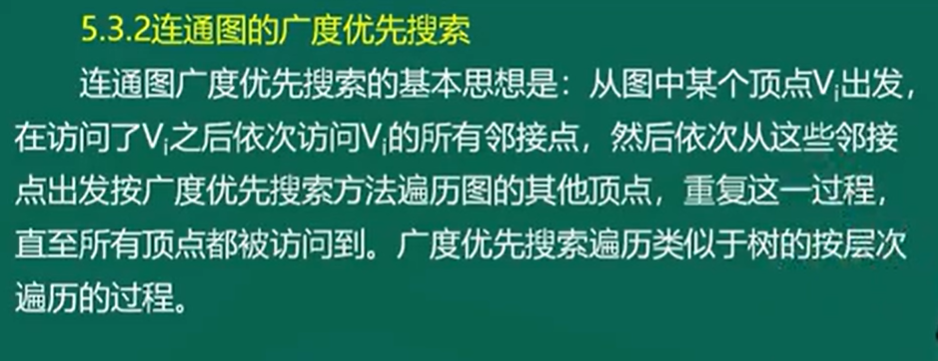 5.3.2连通图的广度优先搜索
连通图广度优先搜索的基本思想是：从图中某个顶点Vi出发，
在访问了Vi之后依次访问Vi的所有邻接点，然后依次从这些邻接
点出发按广度优先搜索方法遍历图的其他顶点，重复这一过程，
直至所有顶点都被访问到。广度优先搜索遍历类似于树的按层次
遍历的过程。